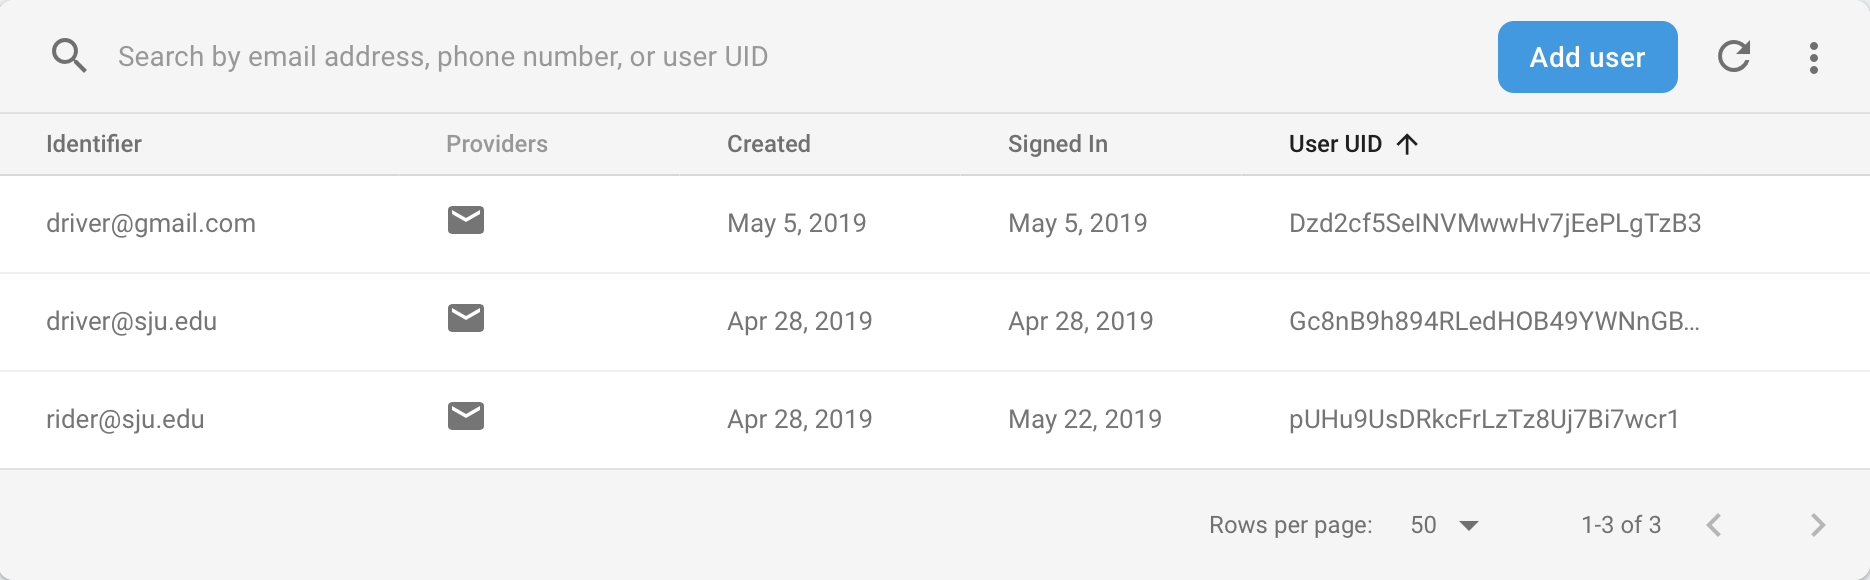 Search by email address, phone number, or user UID Add user
Identifier Providers Created Signed In User UID
driver@gmail.com May 5, 2019 May 5, 2019 Dzd2cf5SeINVMwwHv7jEePLgTzB3
driver@sju.edu Apr 28, 2019 Apr 28, 2019 Gc8nB9h894RLedHOB49YWNnGB...
rider@sju.edu Apr 28, 2019 May 22, 2019 pUHu9UsDRkcFrLzTz8Uj7Bi7wcr1
Rows per page: 50 1-3 of 3